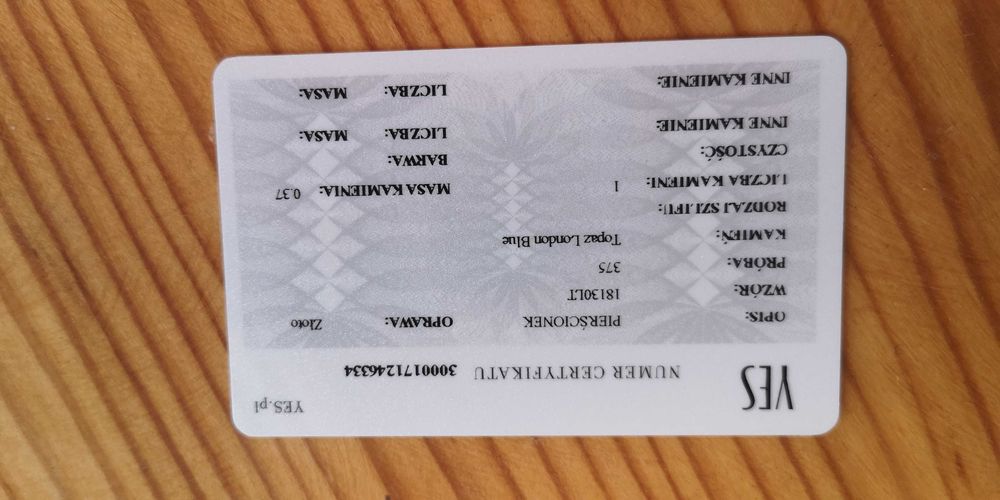 YES NUMER CERTYFIKATU 3000171246334 YES.pl
OPIS: PIERŚCIONEK OPRAWA: Złoto
WZÓR: 18130LT
PRÓBA: 375
KAMIEŃ: Topaz London Blue
RODZAJ SZLIFU:
LICZBA KAMIENI: 1 MASA KAMIENIA: 0.37
CZYSTOŚĆ: BARWA:
INNE KAMIENIE: LICZBA: MASA:
INNE KAMIENIE: LICZBA: MASA: